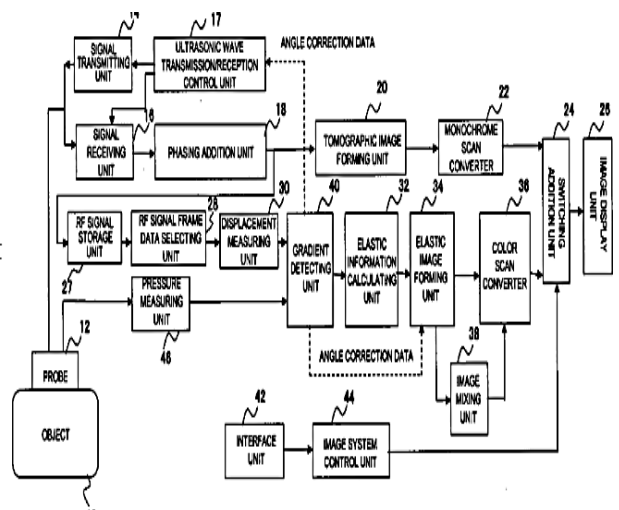 17
SIGNAL
TRANSMITTING
UNIT
ULTRASONIC WAVE
TRANSMISSION/RECEPTION
CONTROL UNIT
ANGLE CORRECTION DATA
16
18
20
22
24
26
SIGNAL
RECEIVING
UNIT
PHASING ADDITION UNIT
TOMOGRAPHIC IMAGE
FORMING UNIT
MONOCHROME
SCAN
CONVERTER
SWITCHING
ADDITION UNIT
IMAGE DISPLAY
UNIT
28
30
40
32
34
36
RF SIGNAL
STORAGE
UNIT
RF SIGNAL FRAME
DATA SELECTING
UNIT
DISPLACEMENT
MEASURING
UNIT
GRADIENT
DETECTING
UNIT
ELASTIC
INFORMATION
CALCULATING
UNIT
ELASTIC
IMAGE
FORMING
UNIT
COLOR
SCAN
CONVERTER
27
12
PRESSURE
MEASURING
UNIT
46
ANGLE CORRECTION DATA
38
PROBE
IMAGE
MIXING
UNIT
OBJECT
42
44
INTERFACE
UNIT
IMAGE SYSTEM
CONTROL UNIT